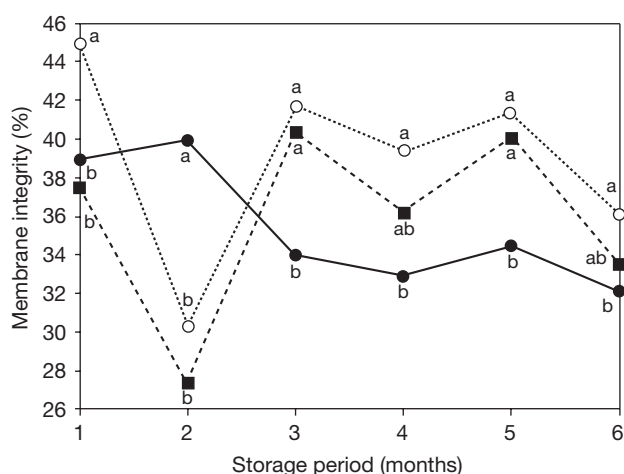 46
44
42
40
38
36
34
32
30
28
26
Membrane integrity (%)
a
b
b
a
b
b
a
a
b
a
ab
b
a
a
b
a
ab
b
1
2
3
4
5
6
Storage period (months)